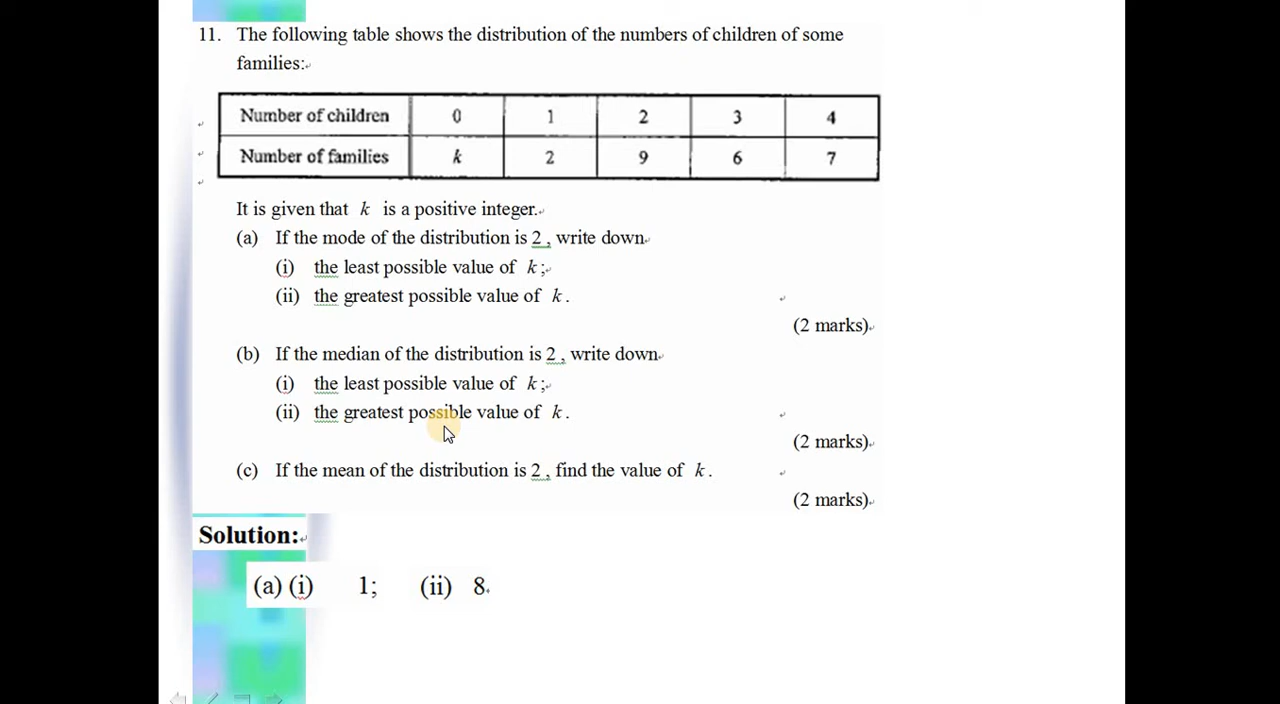 11. The following table shows the distribution of the numbers of children of some
families:
Number of children 0 1 2 3 4
Number of families k 2 9 6 7
It is given that k is a positive integer.
(a) If the mode of the distribution is 2 , write down
(i) the least possible value of k ;
(ii) the greatest possible value of k .
(2 marks)
(b) If the median of the distribution is 2 , write down
(i) the least possible value of k ;
(ii) the greatest possible value of k .
(2 marks)
(c) If the mean of the distribution is 2 , find the value of k .
(2 marks)
Solution:
(a) (i) 1; (ii) 8.